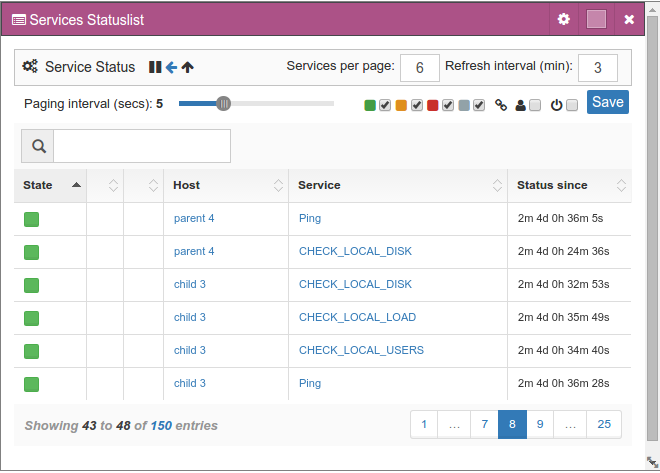 Services Statuslist
Service Status Services per page: 6 Refresh interval (min): 3
Paging interval (secs): 5 Save
State Host Service Status since
parent 4 Ping 2m 4d 0h 36m 5s
parent 4 CHECK_LOCAL_DISK 2m 4d 0h 24m 36s
child 3 CHECK_LOCAL_DISK 2m 4d 0h 32m 53s
child 3 CHECK_LOCAL_LOAD 2m 4d 0h 35m 49s
child 3 CHECK_LOCAL_USERS 2m 4d 0h 34m 40s
child 3 Ping 2m 4d 0h 36m 28s
Showing 43 to 48 of 150 entries 1 ... 7 8 9 ... 25